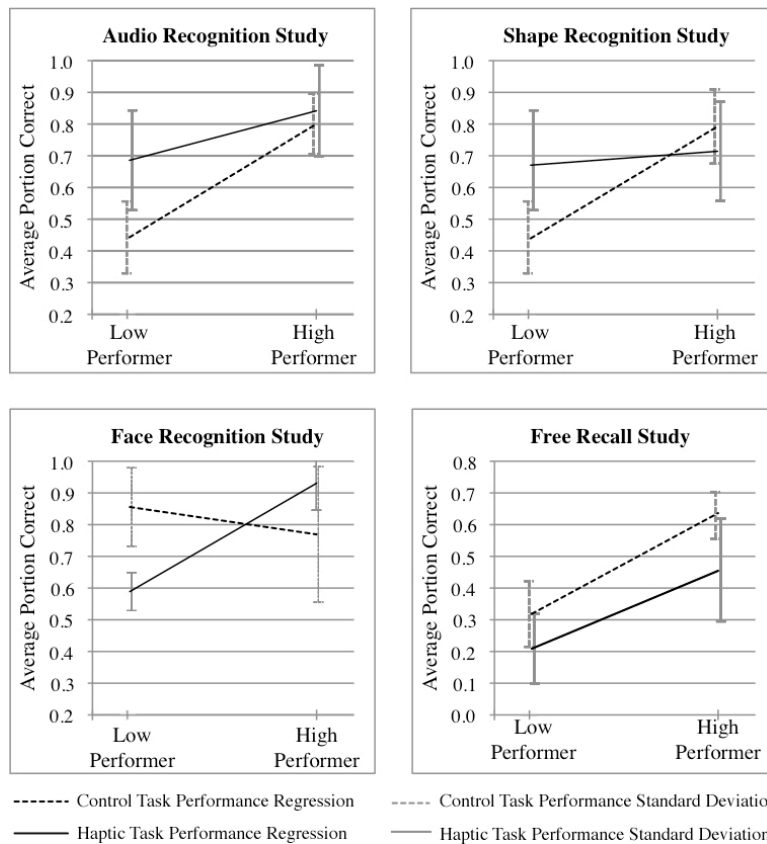 Audio Recognition Study
Average Portion Correct
1.0
0.9
0.8
0.7
0.6
0.5
0.4
0.3
0.2
Low
Performer
High
Performer
Shape Recognition Study
Average Portion Correct
1.0
0.9
0.8
0.7
0.6
0.5
0.4
0.3
0.2
Low
Performer
High
Performer
Face Recognition Study
Average Portion Correct
1.0
0.9
0.8
0.7
0.6
0.5
0.4
0.3
0.2
Low
Performer
High
Performer
Free Recall Study
Average Portion Correct
0.8
0.7
0.6
0.5
0.4
0.3
0.2
0.1
0.0
Low
Performer
High
Performer
Control Task Performance Regression
Control Task Performance Standard Deviatio
Haptic Task Performance Regression
Haptic Task Performance Standard Deviation